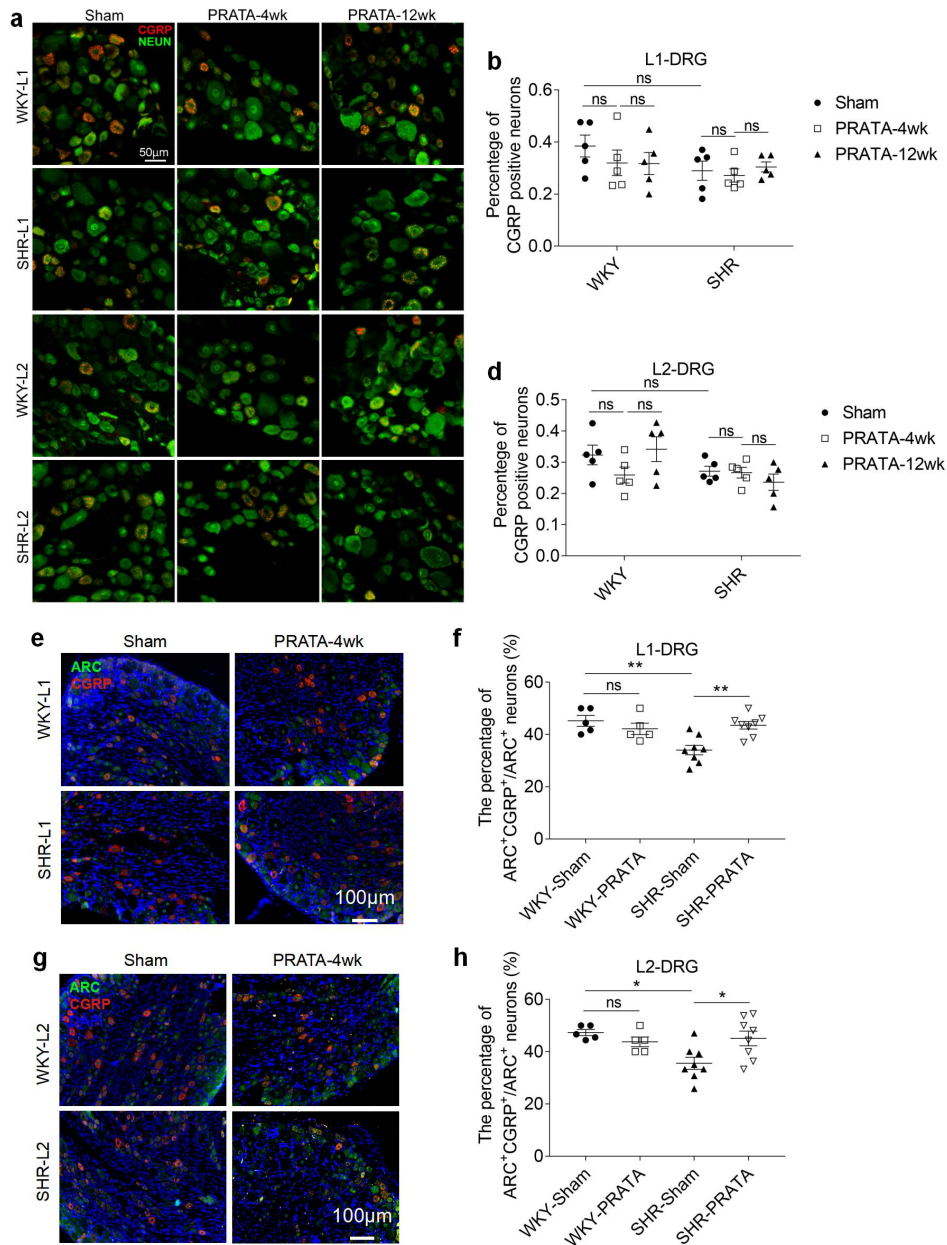 a
Sham
PRATA-4wk
PRATA-12wk
CGRP
NEUN
WKY-L1
50μm
SHR-L1
WKY-L2
SHR-L2
b
L1-DRG
ns
ns ns
ns ns
Percentege of
CGRP positive neurons
0.6
0.4
0.2
0.0
WKY
SHR
Sham
PRATA-4wk
PRATA-12wk
d
L2-DRG
ns
ns ns
ns ns
Percentage of
CGRP positive neurons
0.5
0.4
0.3
0.2
0.1
0.0
WKY
SHR
Sham
PRATA-4wk
PRATA-12wk
e
Sham
PRATA-4wk
ARC
CGRP
WKY-L1
SHR-L1
100μm
f
L1-DRG
**
ns
**
The percentage of
ARC+CGRP+/ARC+ neurons (%)
60
40
20
0
WKY-Sham
WKY-PRATA
SHR-Sham
SHR-PRATA
g
Sham
PRATA-4wk
ARC
CGRP
WKY-L2
SHR-L2
100μm
h
L2-DRG
*
ns
*
The percentage of
ARC+CGRP+/ARC+ neurons (%)
60
40
20
0
WKY-Sham
WKY-PRATA
SHR-Sham
SHR-PRATA